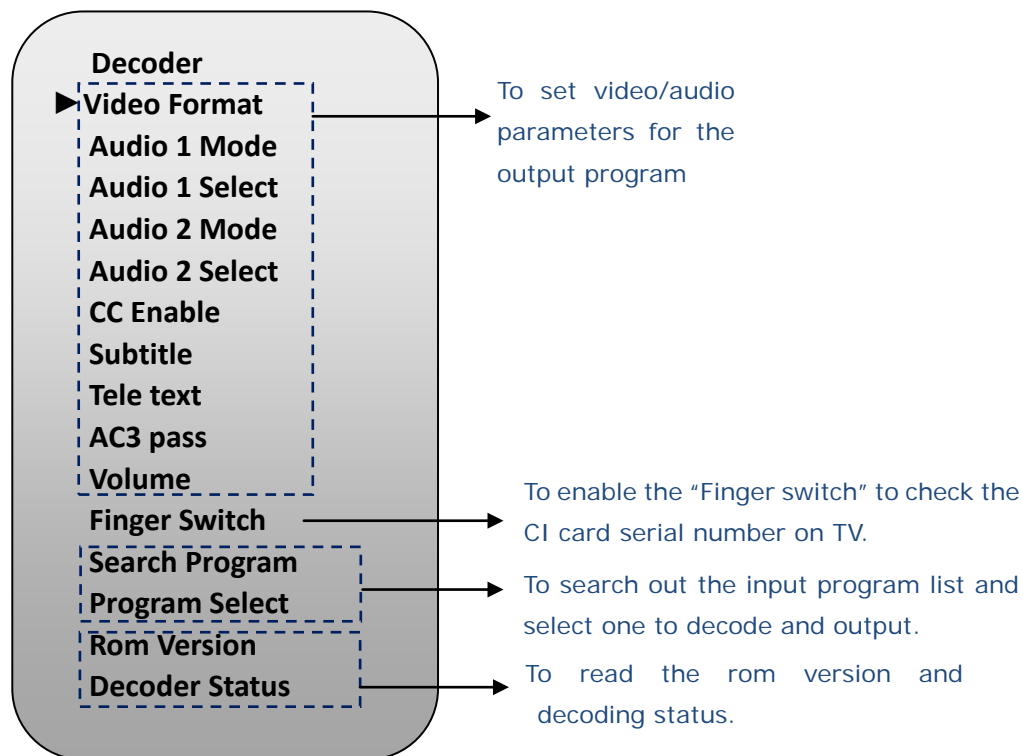 Decoder
►Video Format
Audio 1 Mode
Audio 1 Select
Audio 2 Mode
Audio 2 Select
CC Enable
Subtitle
Tele text
AC3 pass
Volume
Finger Switch
Search Program
Program Select
Rom Version
Decoder Status
To set video/audio
parameters for the
output program
To enable the “Finger switch” to check the
CI card serial number on TV.
To search out the input program list and
select one to decode and output.
To read the rom version and
decoding status.